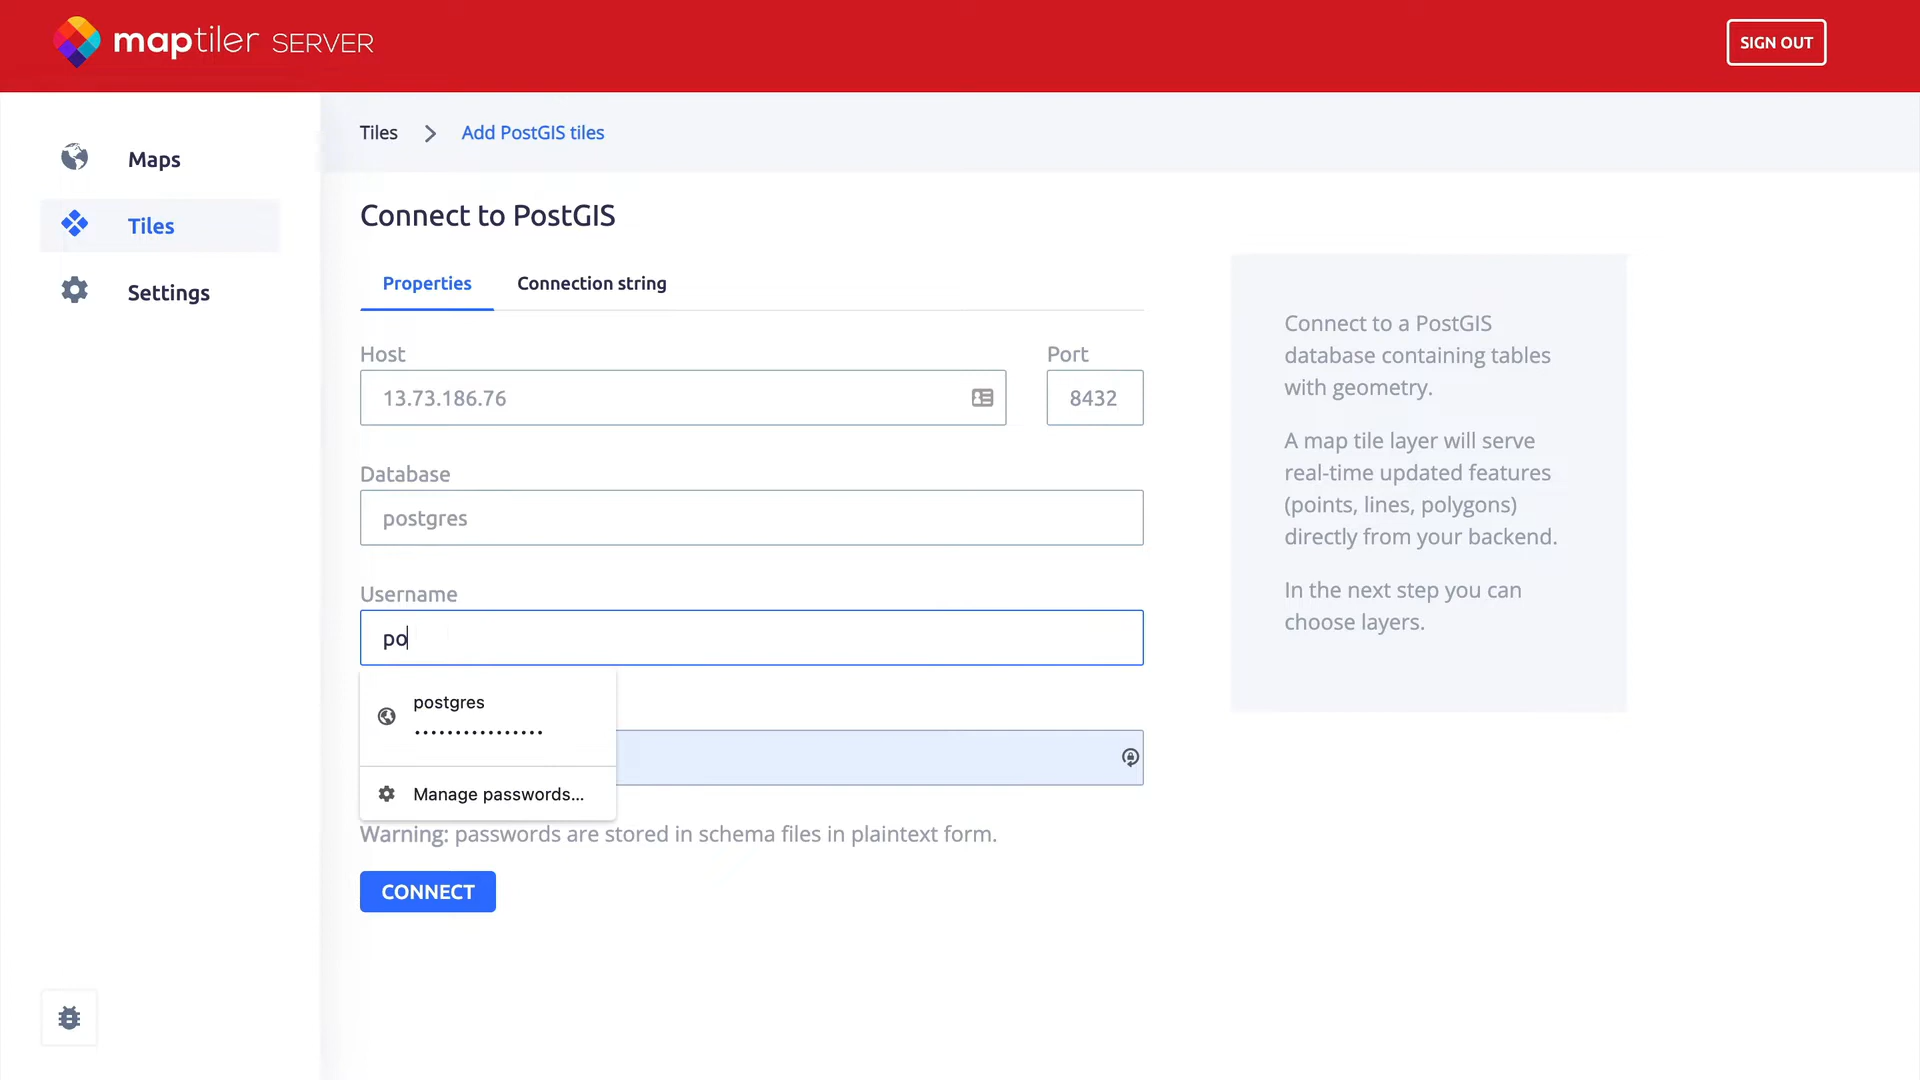 maptiler SERVER
SIGN OUT
Maps
Tiles
Settings
Tiles > Add PostGIS tiles
Connect to PostGIS
Properties
Connection string
Host
Port
13.73.186.76
8432
Database
postgres
Username
po
postgres
••••••••••••••••
Manage passwords...
Warning: passwords are stored in schema files in plaintext form.
CONNECT
Connect to a PostGIS
database containing tables
with geometry.
A map tile layer will serve
real-time updated features
(points, lines, polygons)
directly from your backend.
In the next step you can
choose layers.